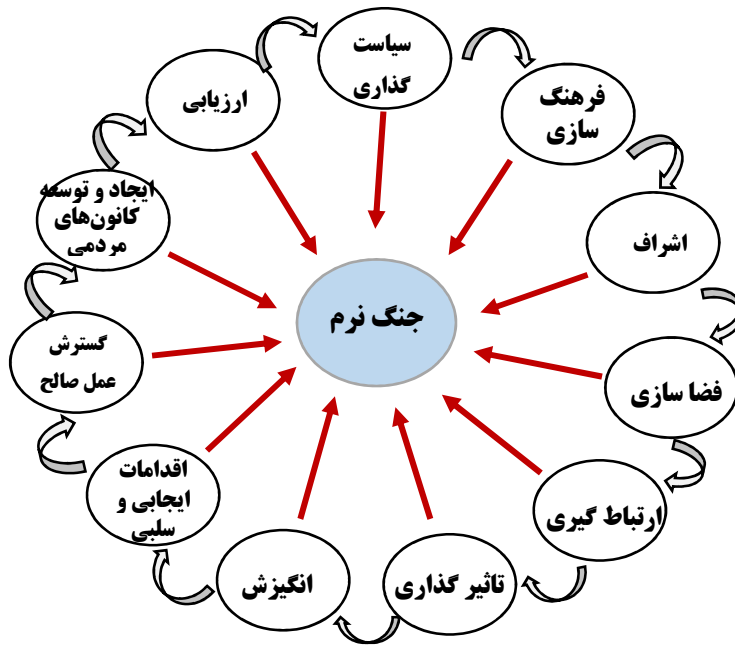 سیاست
گذاری
فرهنگ
سازی
اشراف
فضا سازی
ارتباط گیری
تاثیر گذاری
انگیزش
اقدامات
ایجابی و
سلبی
گسترش
عمل صالح
ایجاد و توسعه
کانون‌های
مردمی
ارزیابی
جنگ نرم